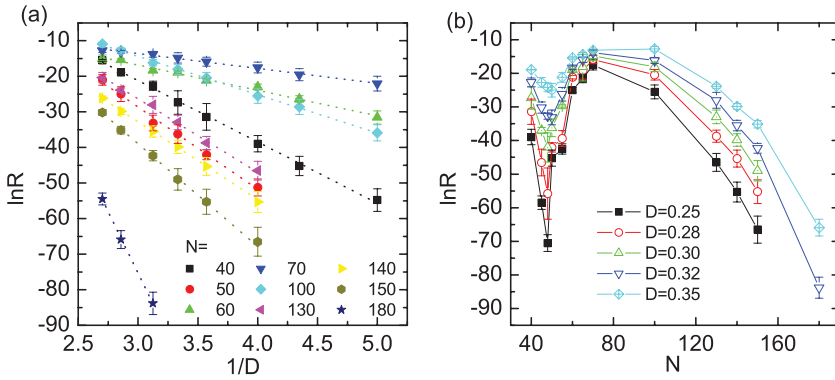 (a)
-10
-20
-30
-40
-50
-60
-70
-80
-90
lnR
N=
40 70 140
50 100 150
60 130 180
2.5 3.0 3.5 4.0 4.5 5.0
1/D
(b)
-10
-20
-30
-40
-50
-60
-70
-80
-90
lnR
D=0.25
D=0.28
D=0.30
D=0.32
D=0.35
40 80 120 160
N